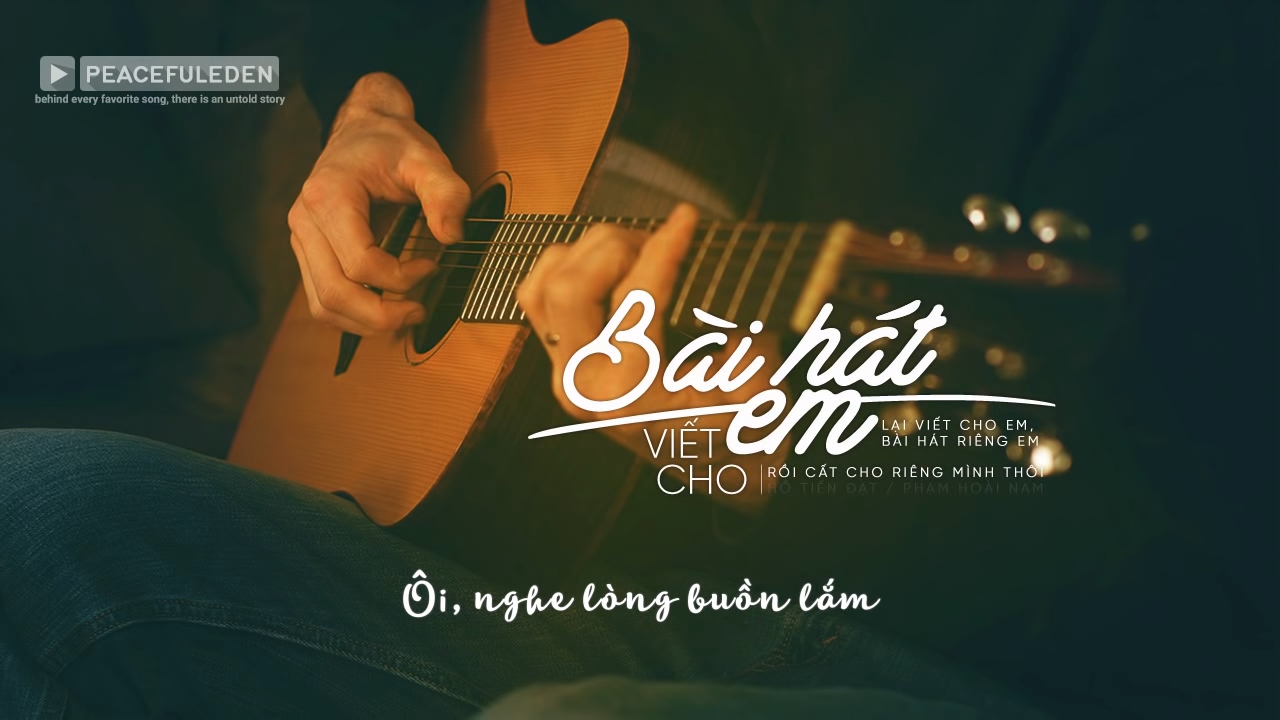 PEACEFULEDEN
behind every favorite song, there is an untold story
Bài hát
VIẾT CHO em
LẠI VIẾT CHO EM,
BÀI HÁT RIÊNG EM
RỒI CẤT CHO RIÊNG MÌNH THÔI
HỒ TIẾN ĐẠT / PHẠM HOÀI NAM
Ôi, nghe lòng buồn lắm